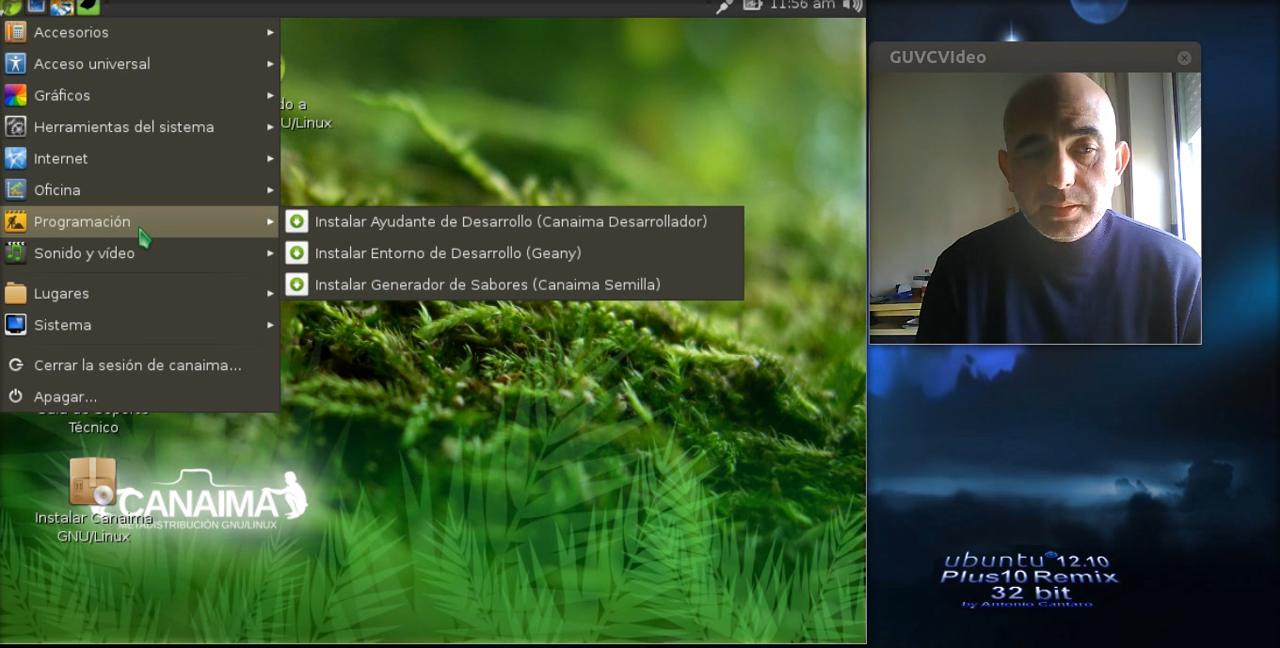 11:56 am
Accesorios
Acceso universal
Gráficos
Herramientas del sistema
Internet
Oficina
Programación
Sonido y vídeo
Lugares
Sistema
Cerrar la sesión de canaima...
Apagar...
Instalar Ayudante de Desarrollo (Canaima Desarrollador)
Instalar Entorno de Desarrollo (Geany)
Instalar Generador de Sabores (Canaima Semilla)
do a
U/Linux
Técnico
Instalar Canaima
GNU/Linux
CANAIMA
METADISTRIBUCIÓN GNU/LINUX
GUVCVIdeo
ubuntu 12.10
Plus10 Remix
32 bit
by Antonio Cantaro